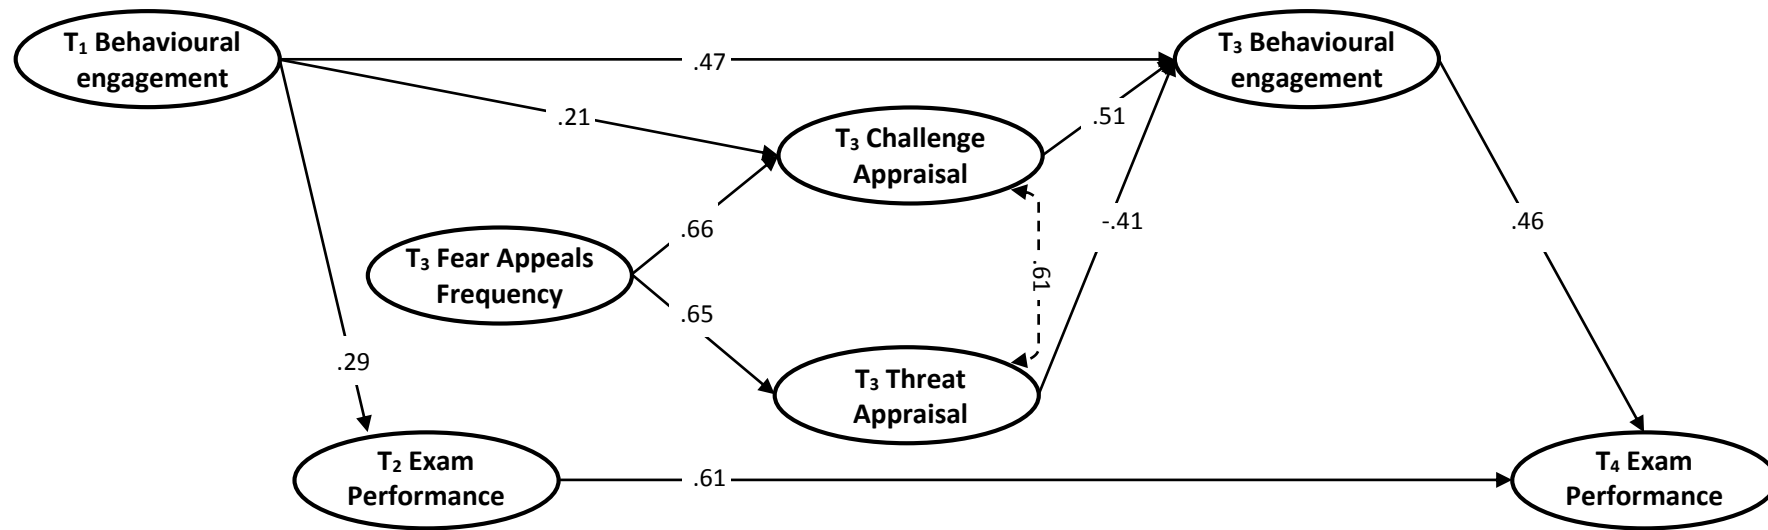 T₁ Behavioural
engagement
T₃ Behavioural
engagement
.47
.21
.51
T₃ Challenge
Appraisal
.66
-.41
.46
T₃ Fear Appeals
Frequency
.61
.65
.29
T₃ Threat
Appraisal
T₂ Exam
Performance
.61
T₄ Exam
Performance